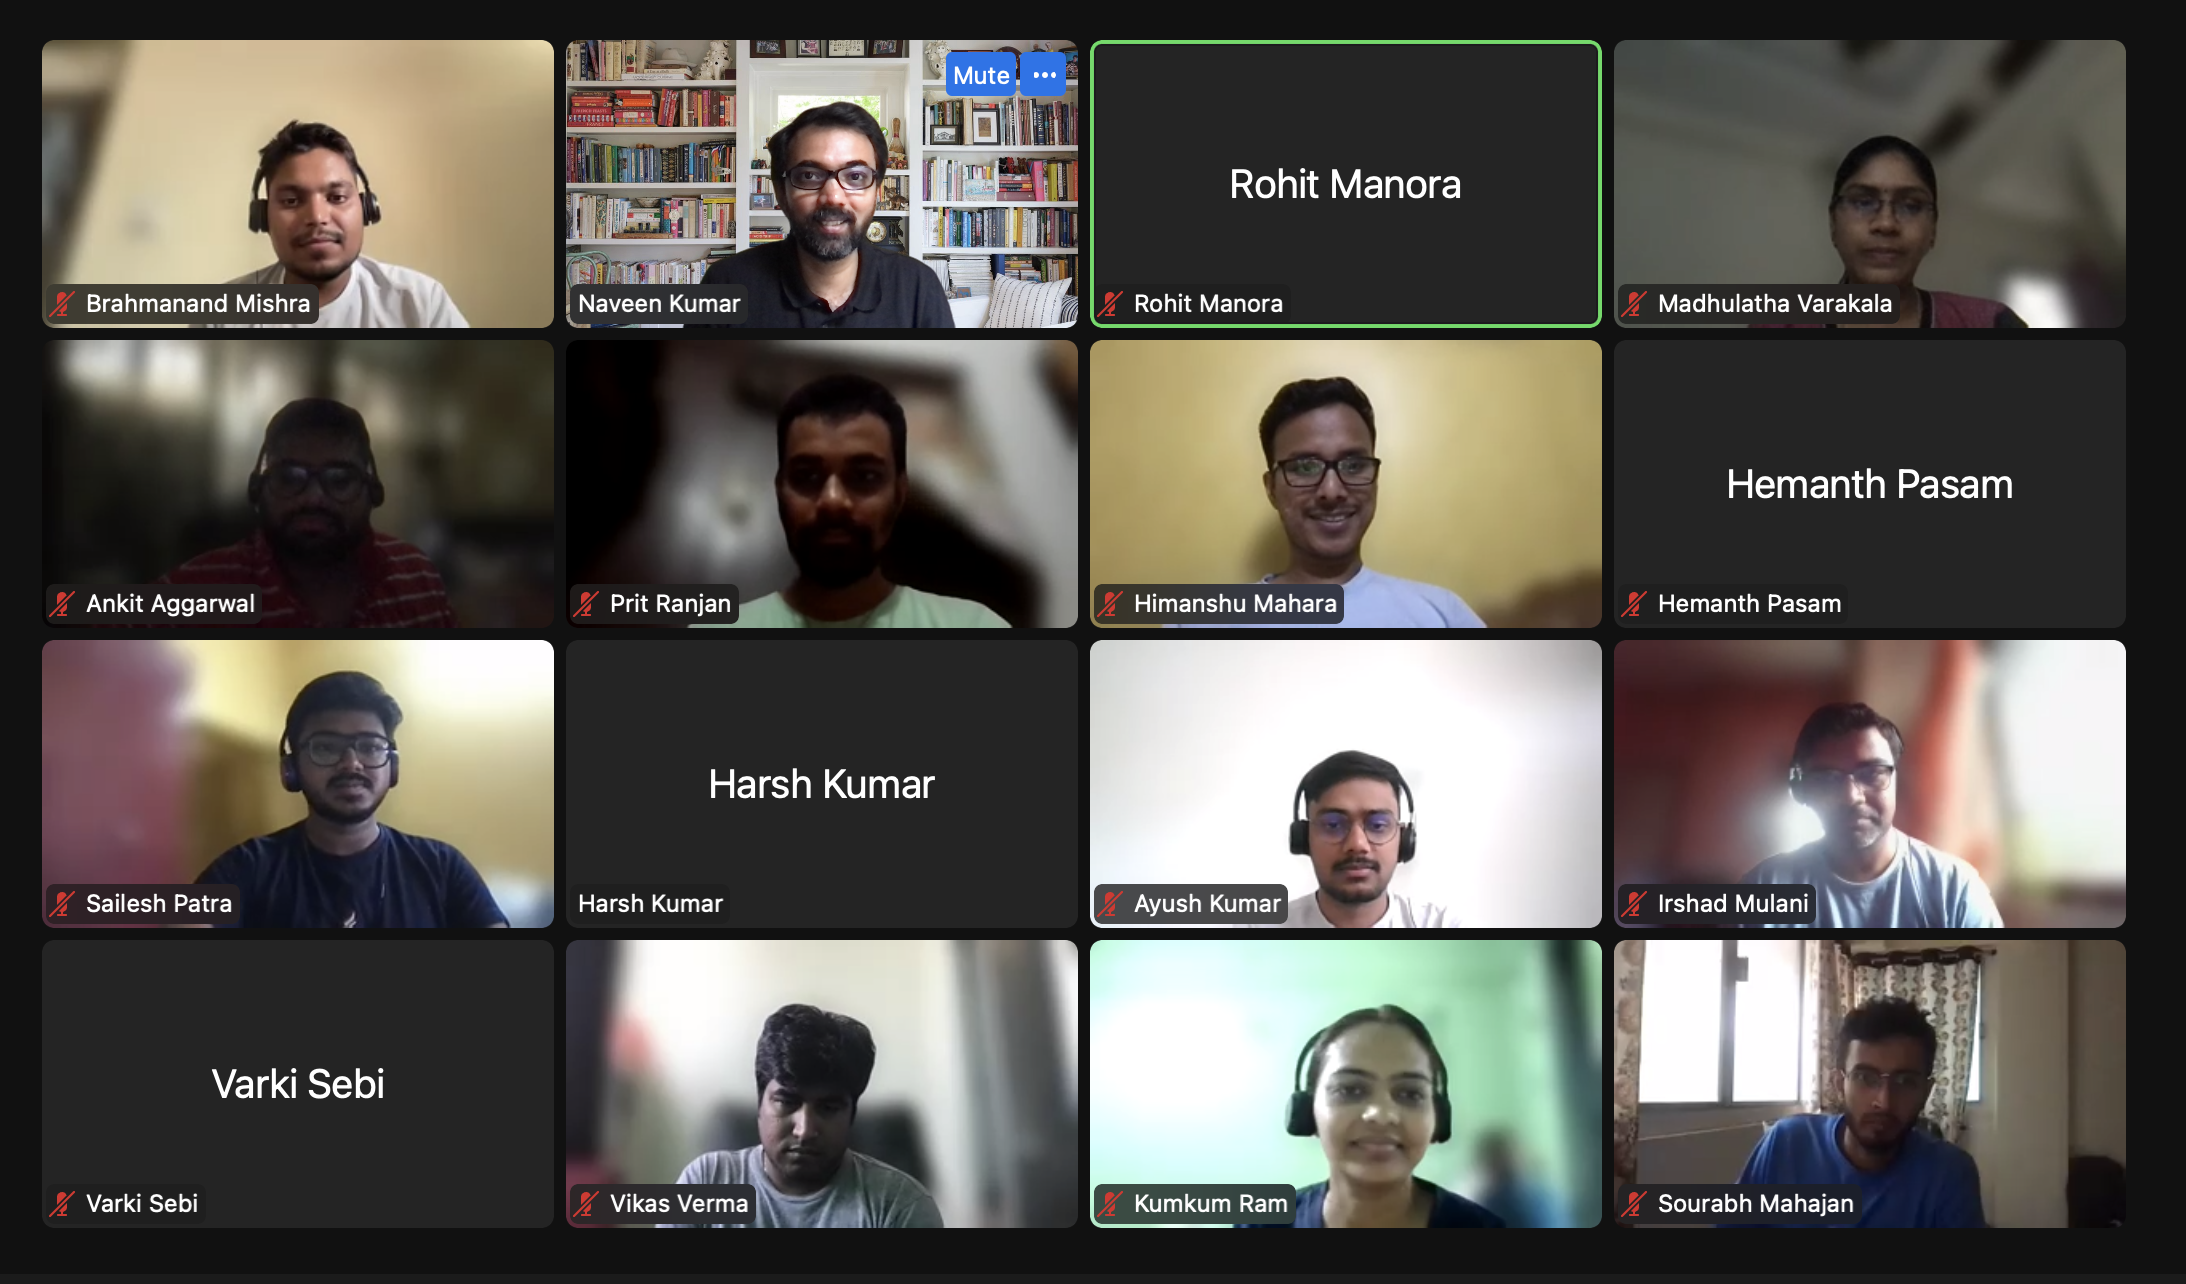 Brahmanand Mishra
Mute ...
Naveen Kumar
Rohit Manora
Rohit Manora
Madhulatha Varakala
Ankit Aggarwal
Prit Ranjan
Himanshu Mahara
Hemanth Pasam
Hemanth Pasam
Sailesh Patra
Harsh Kumar
Harsh Kumar
Ayush Kumar
Irshad Mulani
Varki Sebi
Varki Sebi
Vikas Verma
Kumkum Ram
Sourabh Mahajan